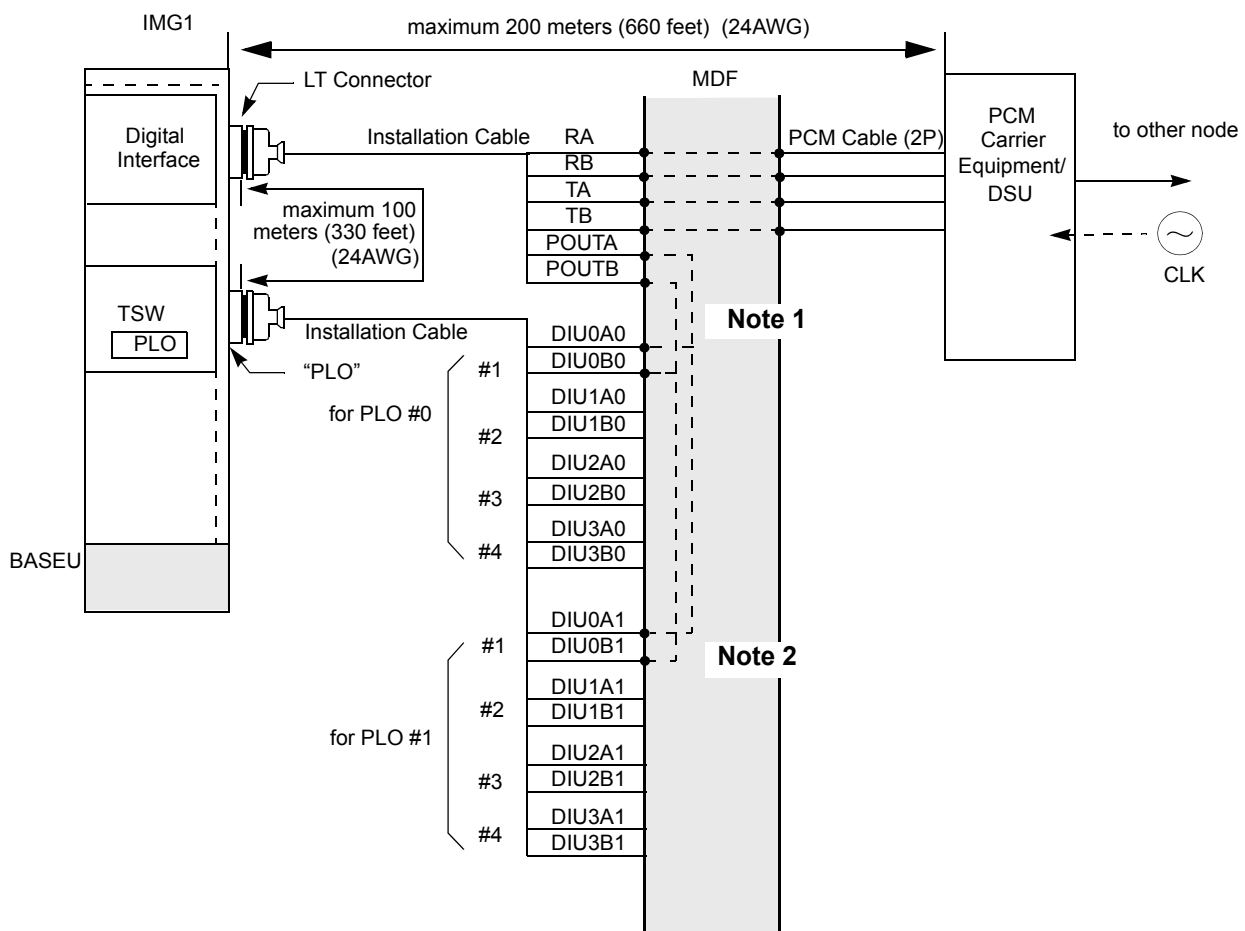 IMG1
maximum 200 meters (660 feet) (24AWG)
LT Connector
MDF
Digital
Interface
Installation Cable
RA
RB
TA
TB
POUTA
POUTB
PCM Cable (2P)
PCM
Carrier
Equipment/
DSU
to other node
CLK
maximum 100
meters (330 feet)
(24AWG)
TSW
PLO
“PLO”
Installation Cable
Note 1
for PLO #0
#1
DIU0A0
DIU0B0
#2
DIU1A0
DIU1B0
#3
DIU2A0
DIU2B0
#4
DIU3A0
DIU3B0
BASEU
Note 2
for PLO #1
#1
DIU0A1
DIU0B1
#2
DIU1A1
DIU1B1
#3
DIU2A1
DIU2B1
#4
DIU3A1
DIU3B1